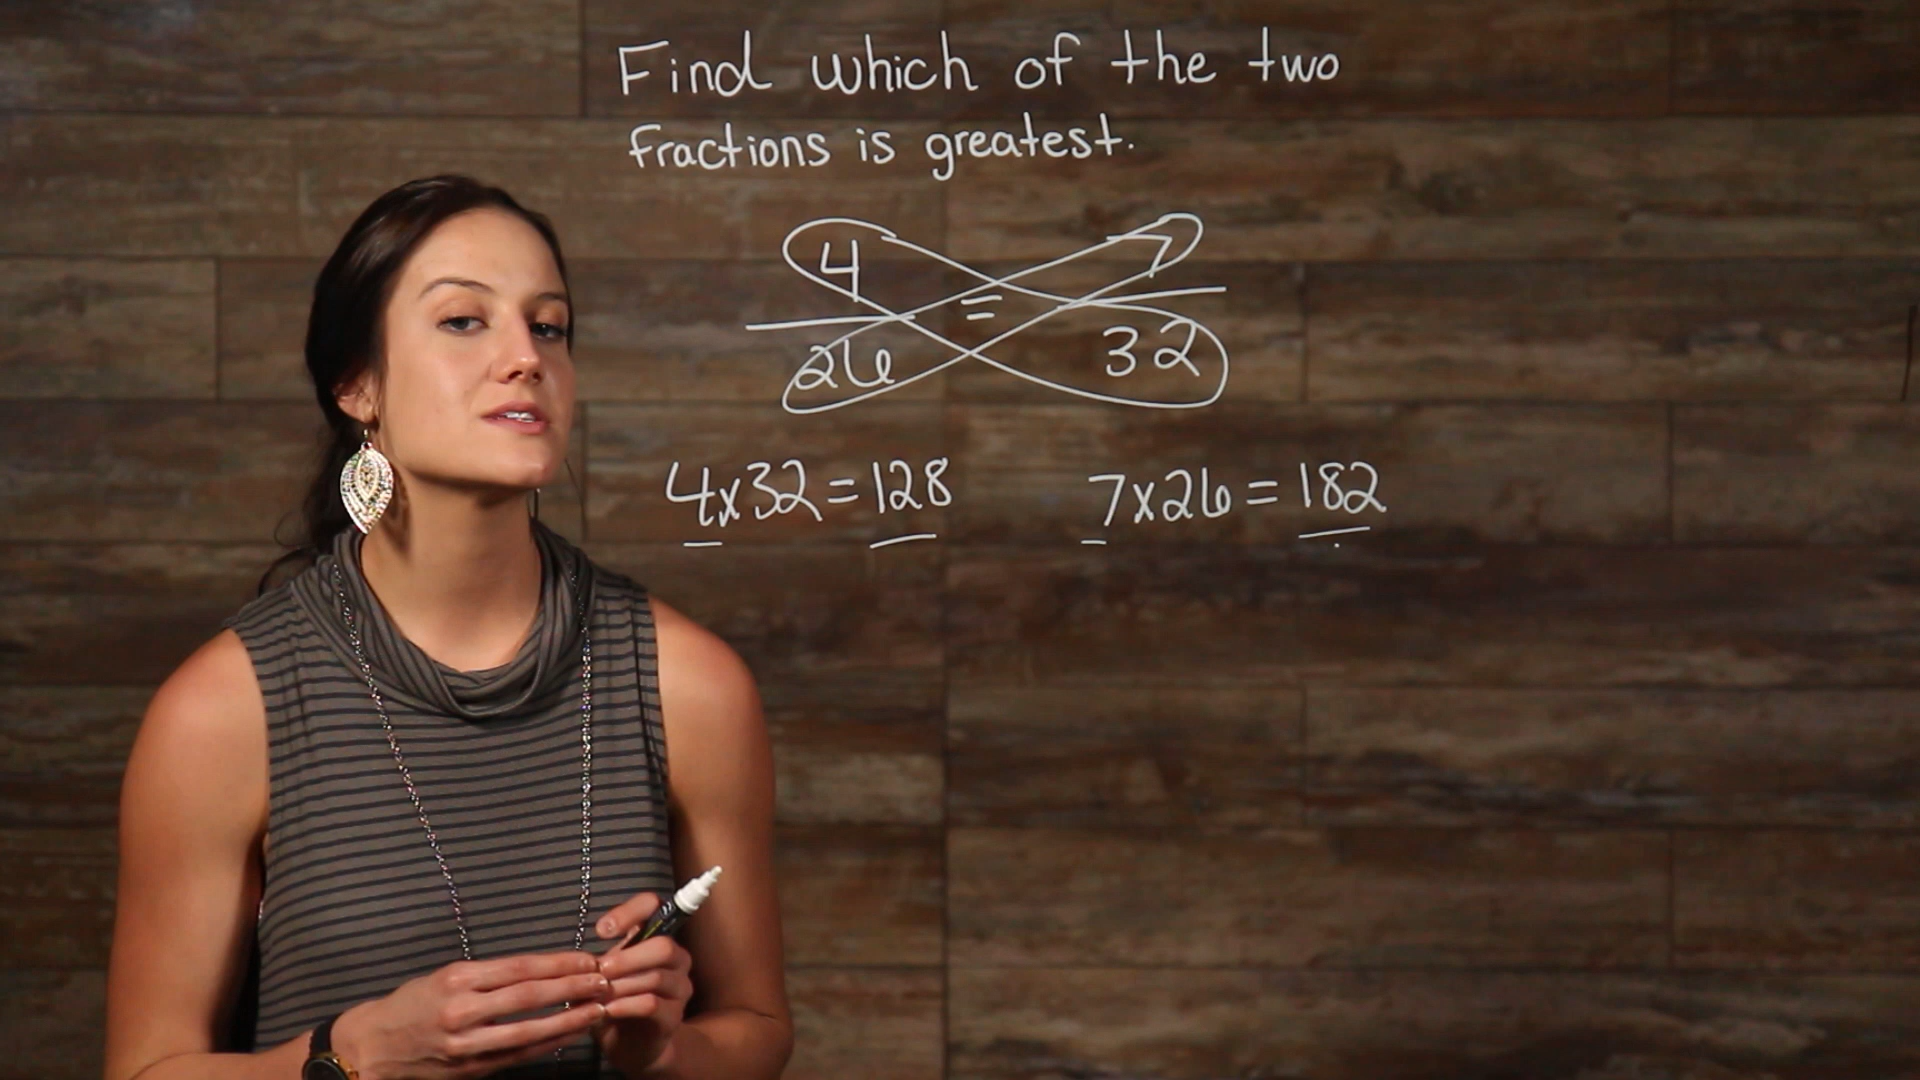 Find which of the two
fractions is greatest.
4 = 7
26 32
4x32=128 7x26=182